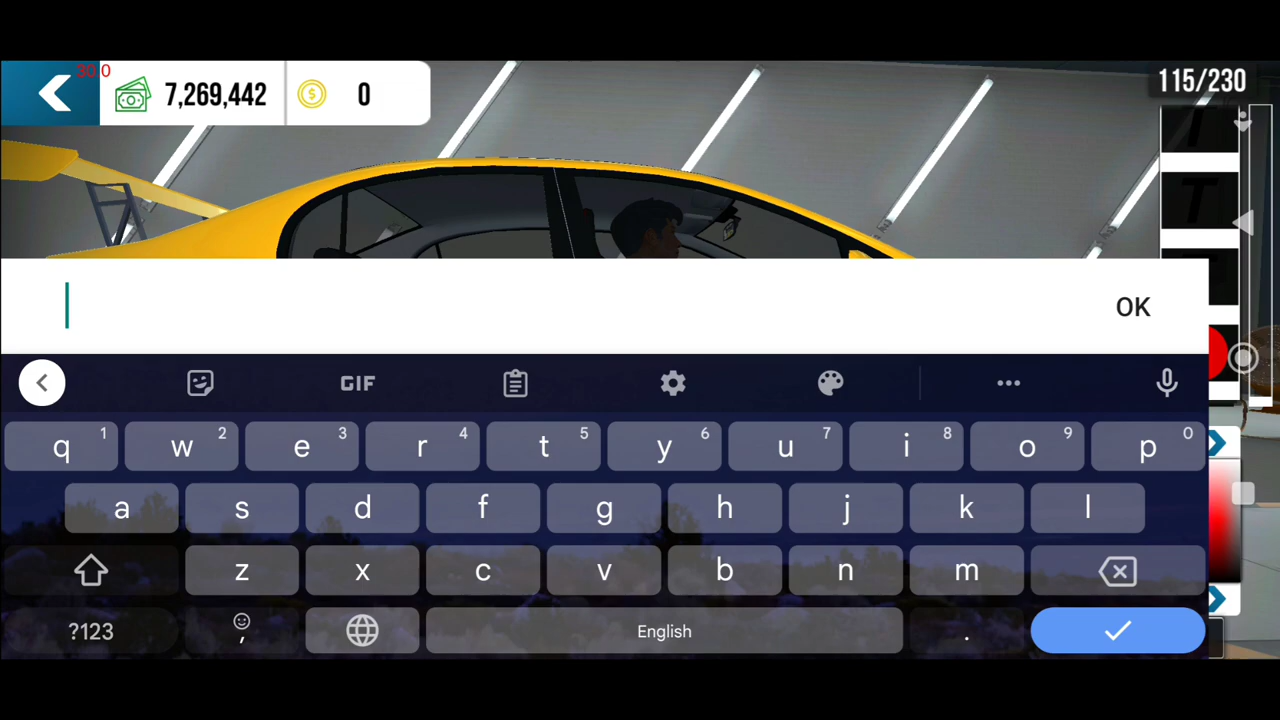 30.0
7,269,442
0
115/230
T
T
OK
GIF
q 1 w 2 e 3 r 4 t 5 y 6 u 7 i 8 o 9 p 0
a s d f g h j k l
z x c v b n m
?123 , English .